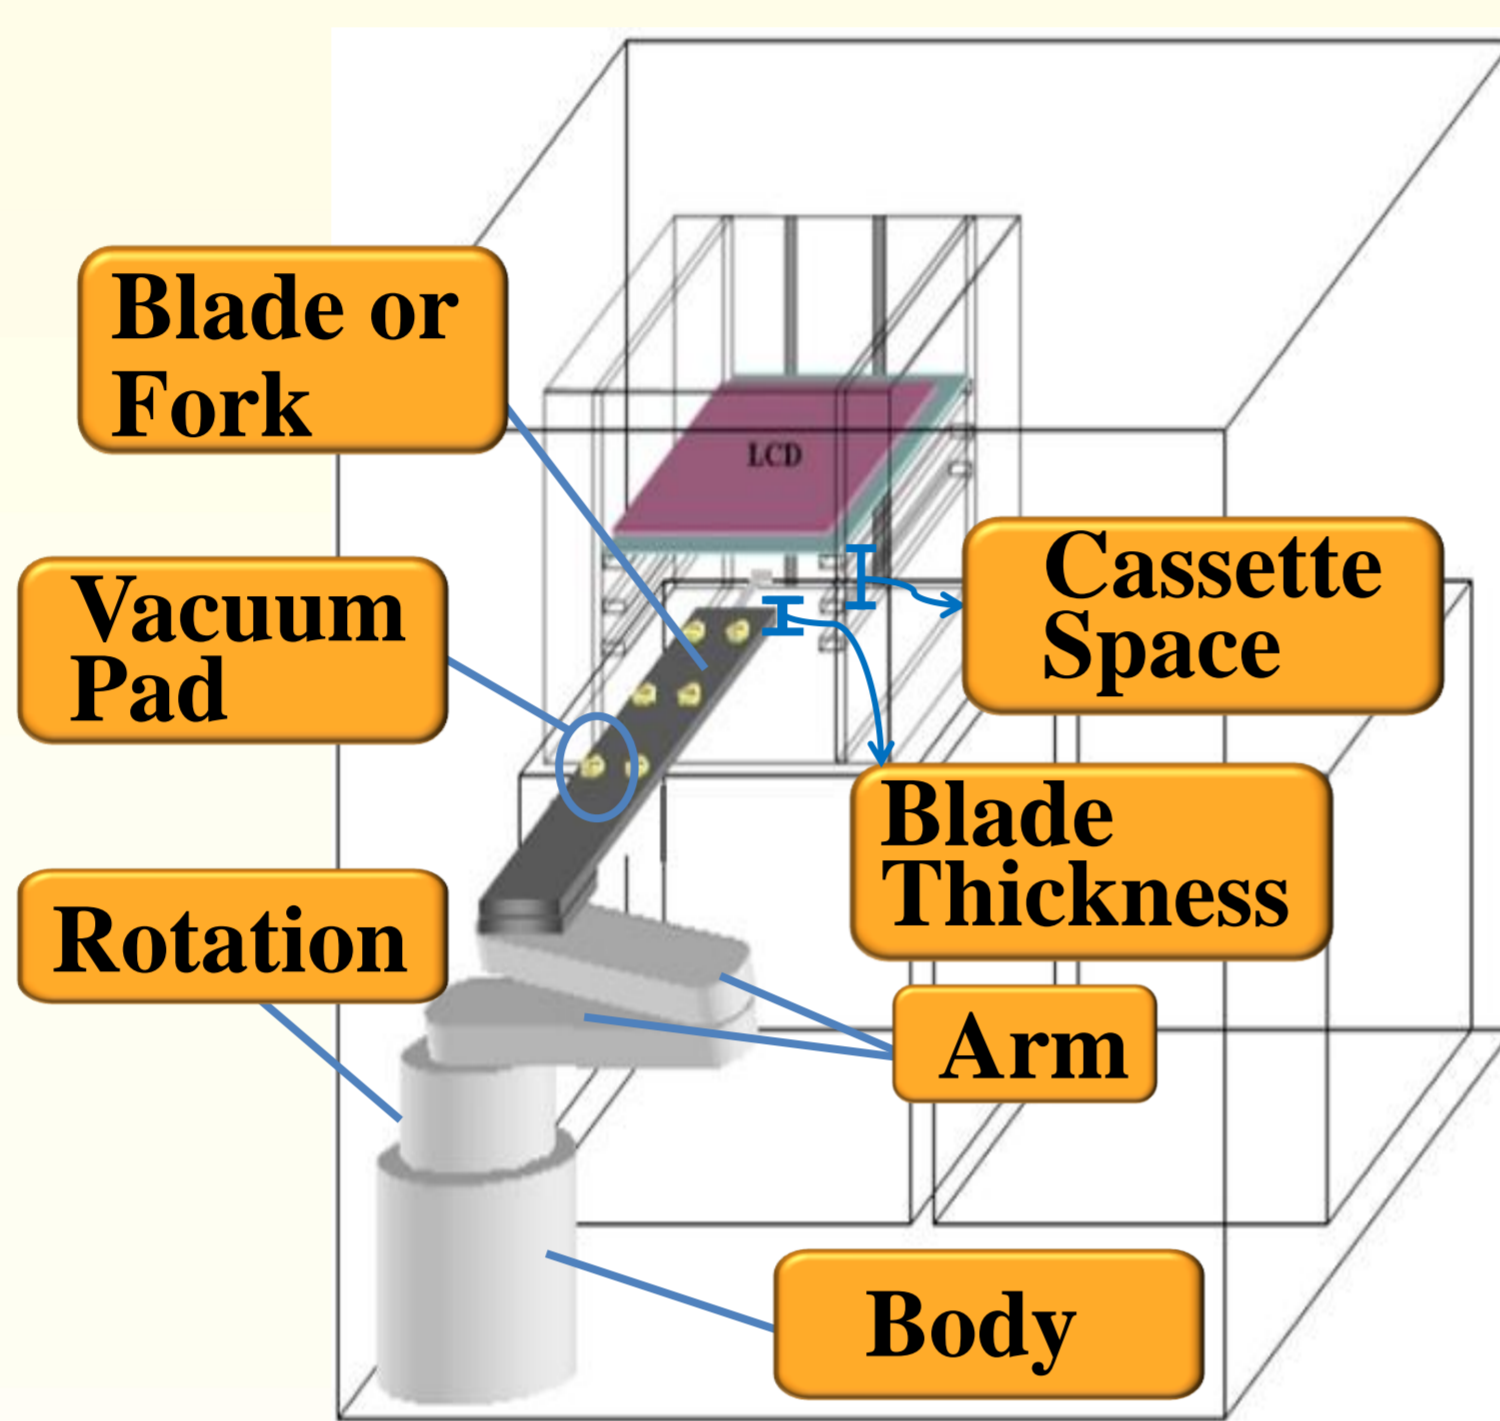 Blade or
Fork
LCD
Cassette
Space
Vacuum
Pad
Blade
Thickness
Rotation
Arm
Body